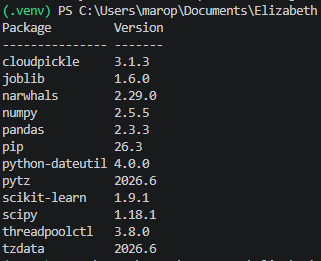 (.venv) PS C:\Users\marop\Documents\Elizabeth
Package Version
--------------- -------
cloudpickle 3.1.3
joblib 1.6.0
narwhals 2.29.0
numpy 2.5.5
pandas 2.3.3
pip 26.3
python-dateutil 4.0.0
pytz 2026.6
scikit-learn 1.9.1
scipy 1.18.1
threadpoolctl 3.8.0
tzdata 2026.6